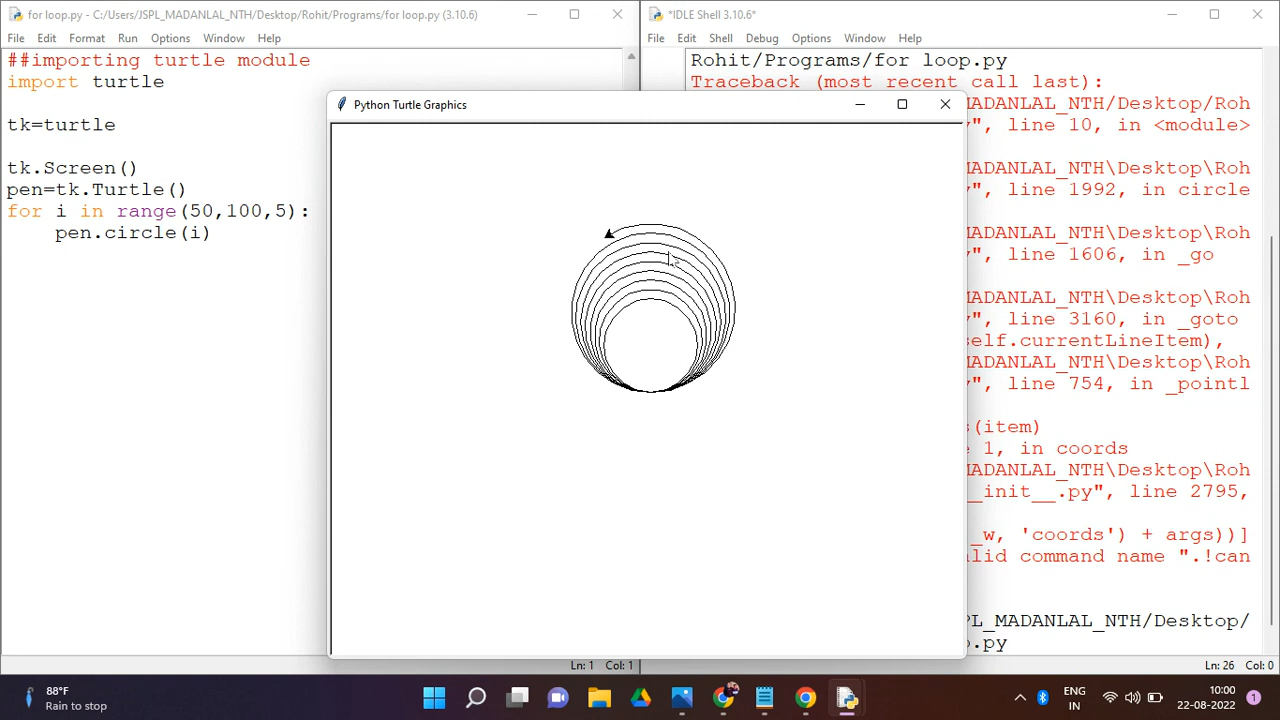 for loop.py - C:/Users/JSPL_MADANLAL_NTH/Desktop/Rohit/Programs/for loop.py (3.10.6)
File Edit Format Run Options Window Help
##importing turtle module
import turtle
tk=turtle
tk.Screen()
pen=tk.Turtle()
for i in range(50,100,5):
    pen.circle(i)
Ln: 1 Col: 1
Python Turtle Graphics
*IDLE Shell 3.10.6*
File Edit Shell Debug Options Window Help
Rohit/Programs/for loop.py
Traceback (most recent call last):
MADANLAL_NTH/Desktop/Roh
y", line 10, in <module>
MADANLAL_NTH\Desktop\Roh
y", line 1992, in circle
MADANLAL_NTH\Desktop\Roh
y", line 1606, in _go
MADANLAL_NTH\Desktop\Roh
y", line 3160, in _goto
self.currentLineItem),
MADANLAL_NTH\Desktop\Roh
y", line 754, in _pointl
s(item)
e 1, in coords
MADANLAL_NTH\Desktop\Roh
__init__.py", line 2795,
_w, 'coords') + args))]
alid command name ".!can
PL_MADANLAL_NTH/Desktop/
op.py
Ln: 26 Col: 0
88°F
Rain to stop
ENG
IN
10:00
22-08-2022
1